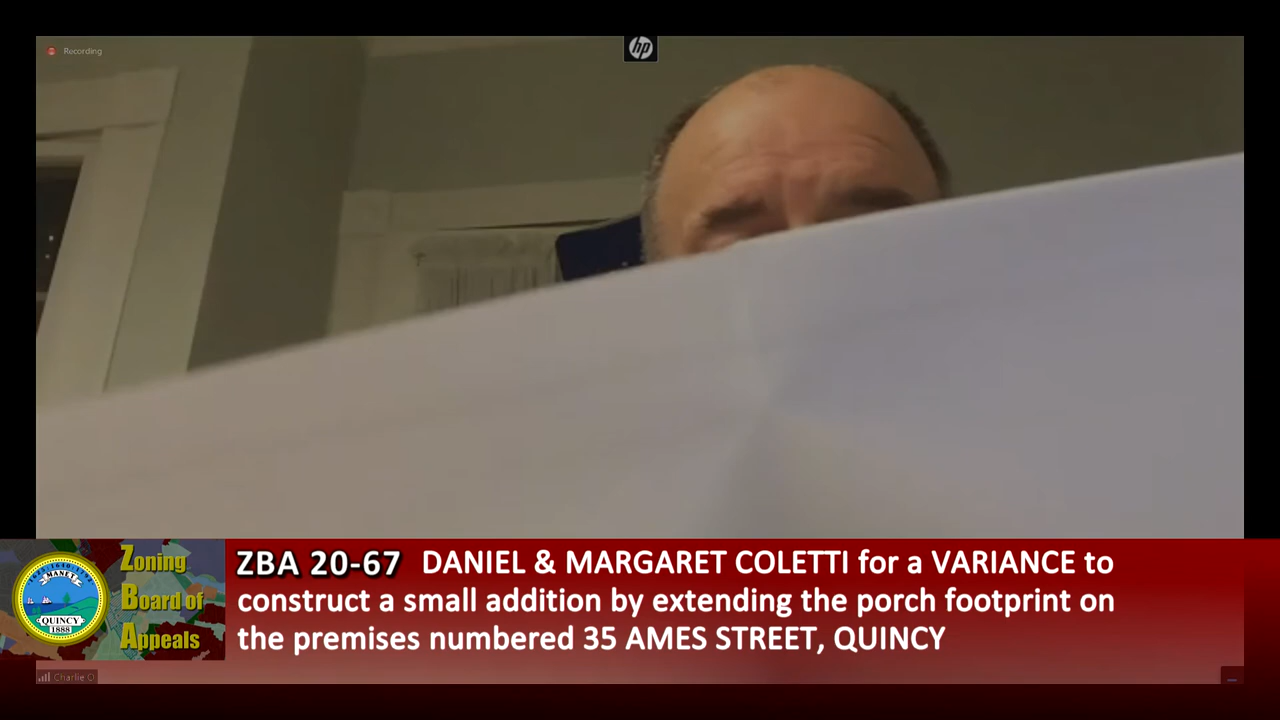 Recording
hp
ZBA 20-67 DANIEL & MARGARET COLETTI for a VARIANCE to
construct a small addition by extending the porch footprint on
the premises numbered 35 AMES STREET, QUINCY
Zoning
Board of
Appeals
MANET
QUINCY
1888
Charlie O